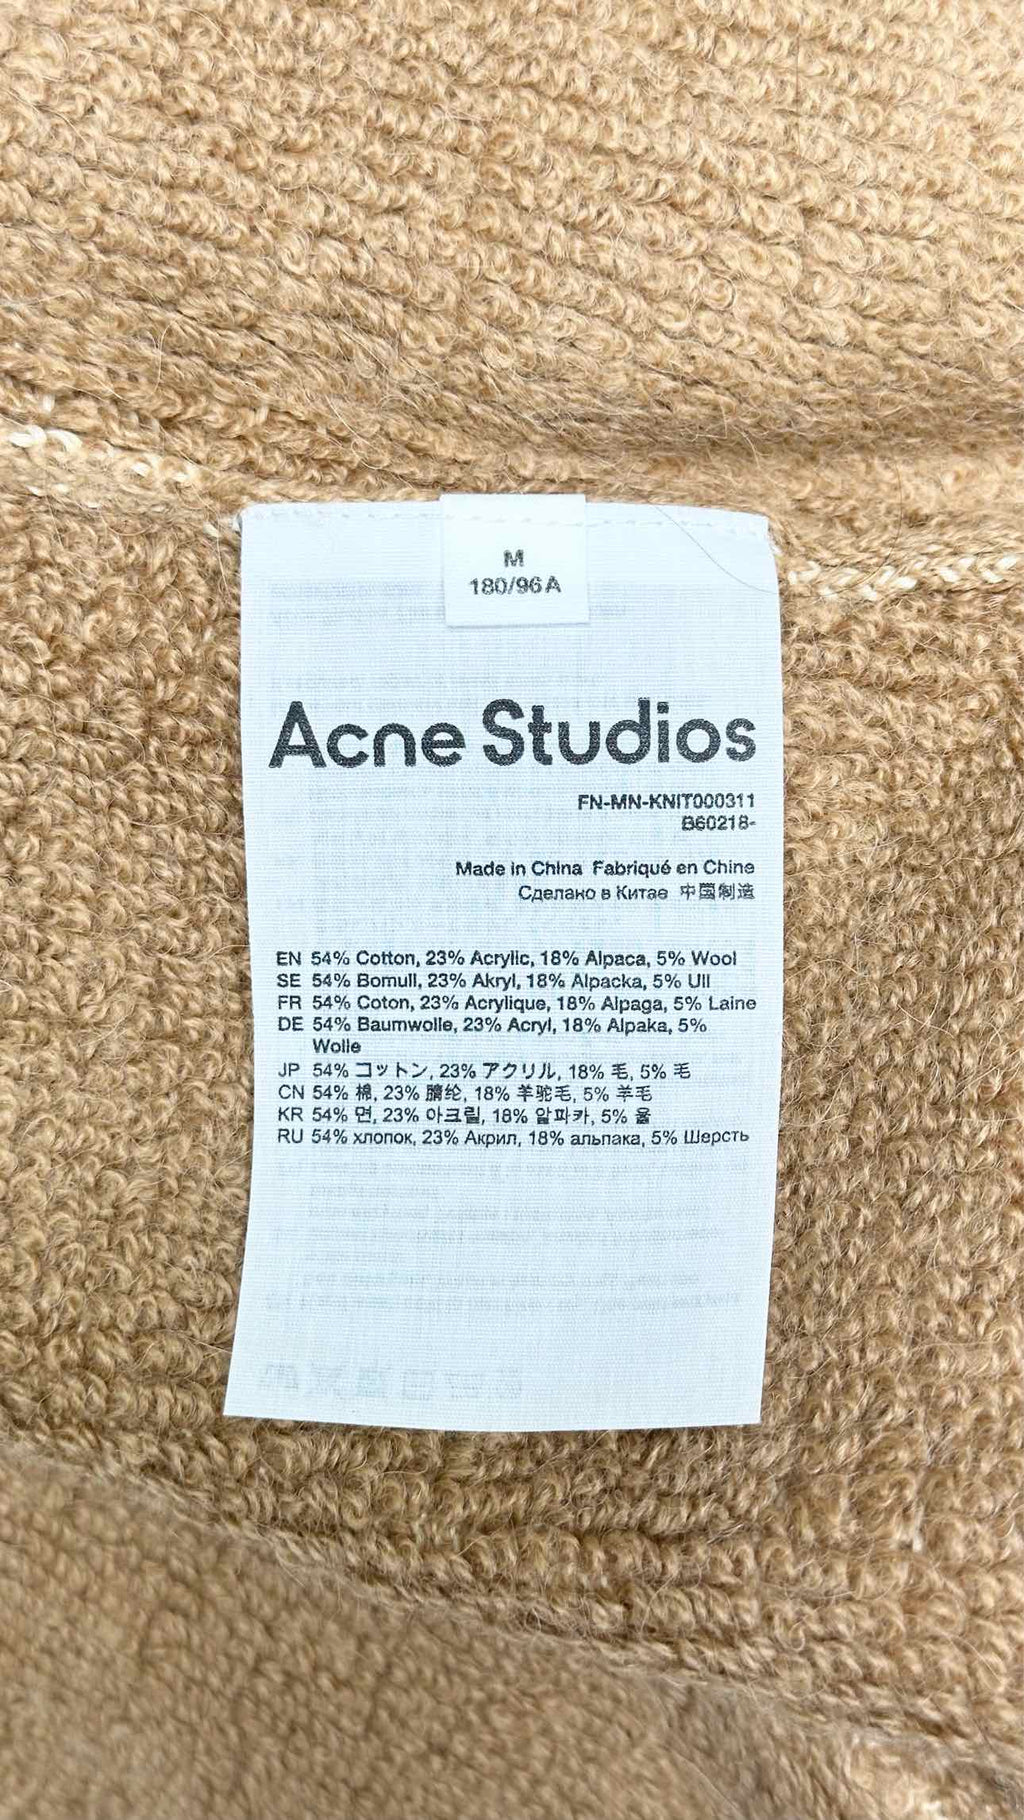 M
180/96A
Acne Studios
FN-MN-KNIT000311
B60218-
Made in China Fabriqué en Chine
Сделано в Китае 中国制造
EN 54% Cotton, 23% Acrylic, 18% Alpaca, 5% Wool
SE 54% Bomull, 23% Akryl, 18% Alpacka, 5% Ull
FR 54% Coton, 23% Acrylique, 18% Alpaga, 5% Laine
DE 54% Baumwolle, 23% Acryl, 18% Alpaka, 5%
Wolle
JP 54% コットン, 23% アクリル, 18% 毛, 5% 毛
CN 54% 棉, 23% 腈纶, 18% 羊驼毛, 5% 羊毛
KR 54% 면, 23% 아크릴, 18% 알파카, 5% 울
RU 54% хлопок, 23% Акрил, 18% альпака, 5% Шерсть